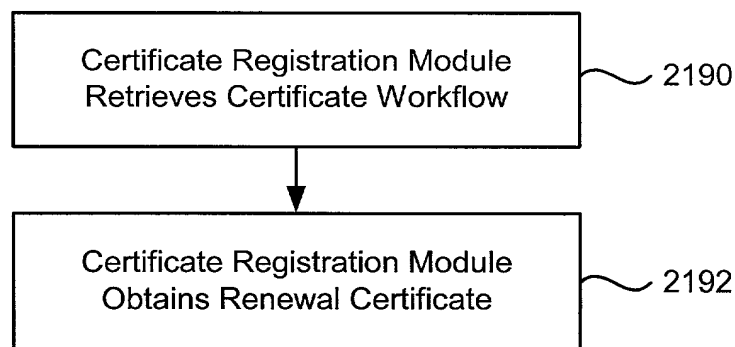 Certificate Registration Module
Retrieves Certificate Workflow
2190
Certificate Registration Module
Obtains Renewal Certificate
2192